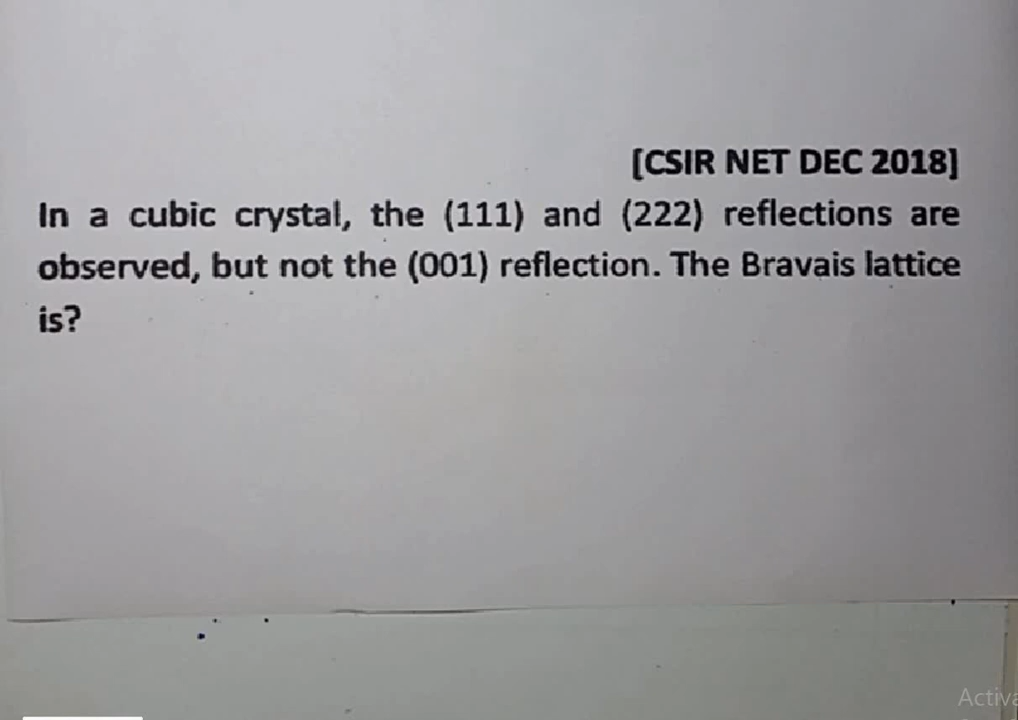 [CSIR NET DEC 2018]
In a cubic crystal, the (111) and (222) reflections are
observed, but not the (001) reflection. The Bravais lattice
is?
Activa